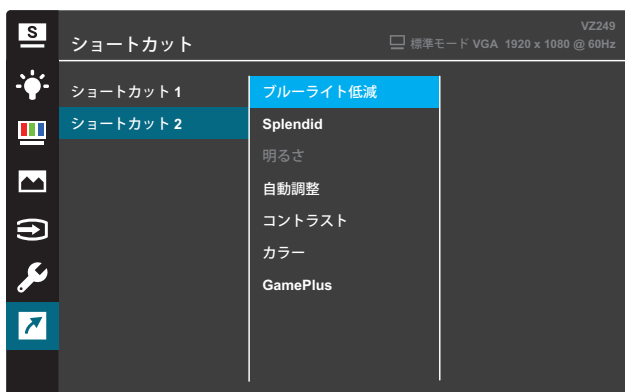 S
VZ249
ショートカット
標準モード VGA 1920 x 1080 @ 60Hz
ショートカット 1
ショートカット 2
ブルーライト低減
Splendid
明るさ
自動調整
コントラスト
カラー
GamePlus